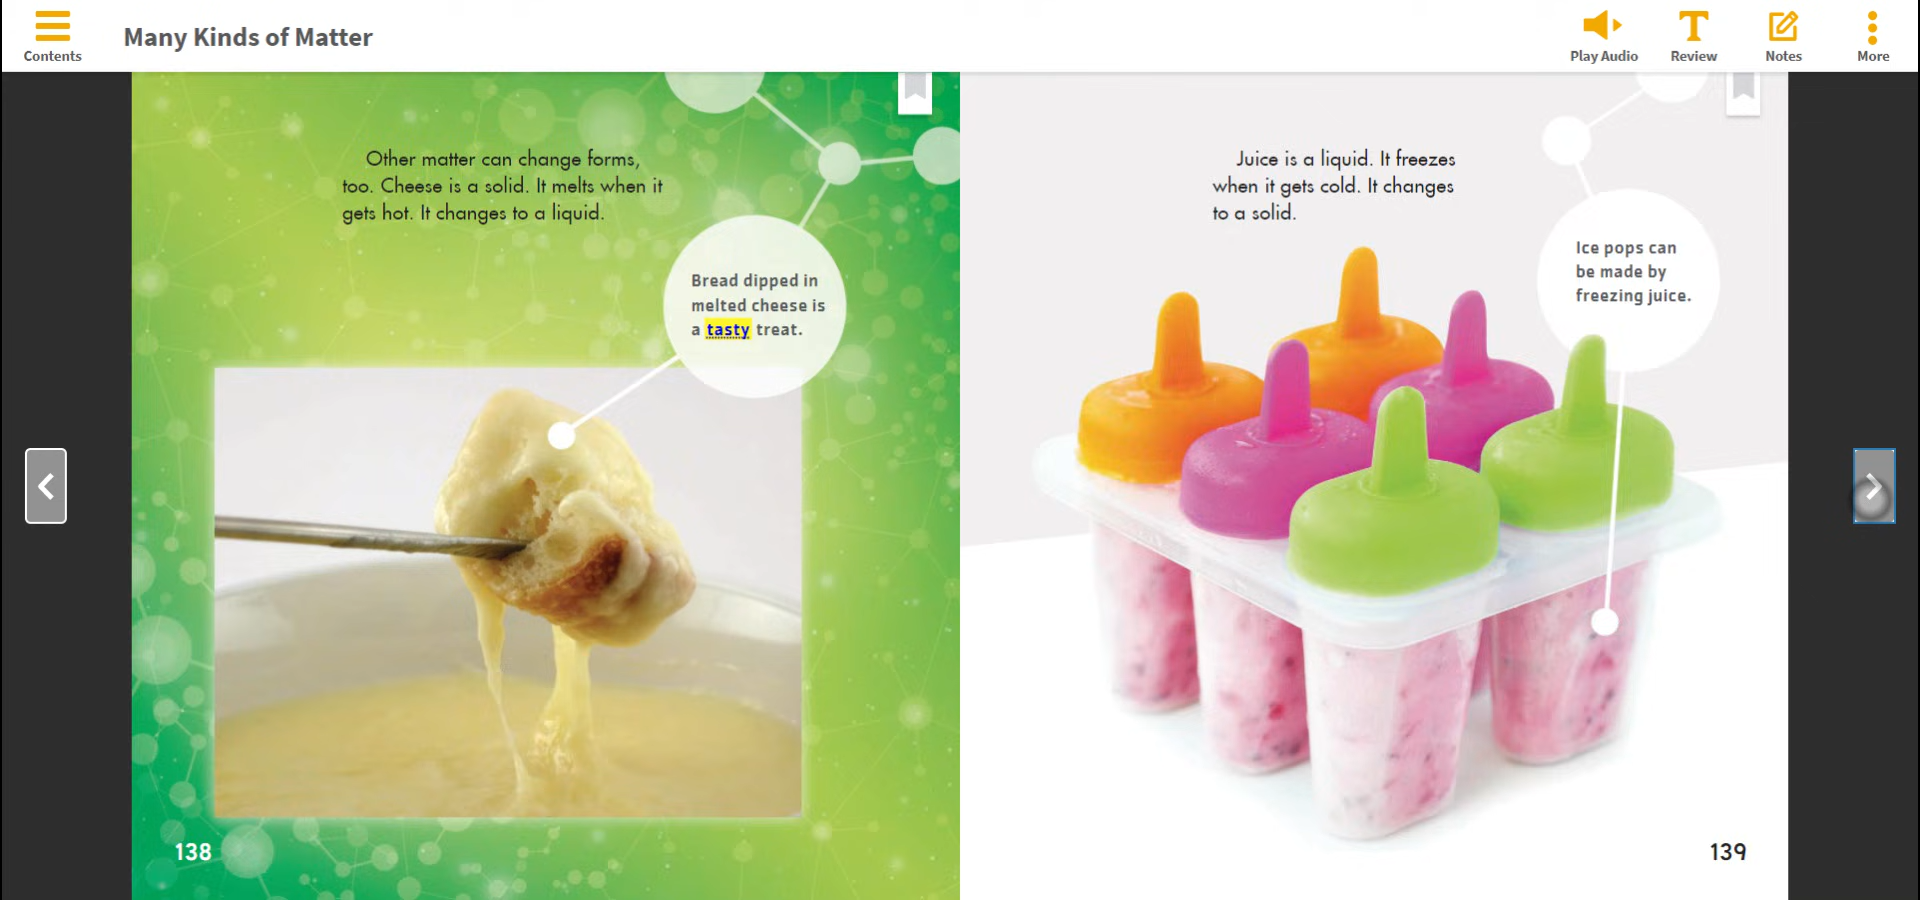 Contents
Many Kinds of Matter
Play Audio
Review
Notes
More
Other matter can change forms,
too. Cheese is a solid. It melts when it
gets hot. It changes to a liquid.
Bread dipped in
melted cheese is
a tasty treat.
138
Juice is a liquid. It freezes
when it gets cold. It changes
to a solid.
Ice pops can
be made by
freezing juice.
139